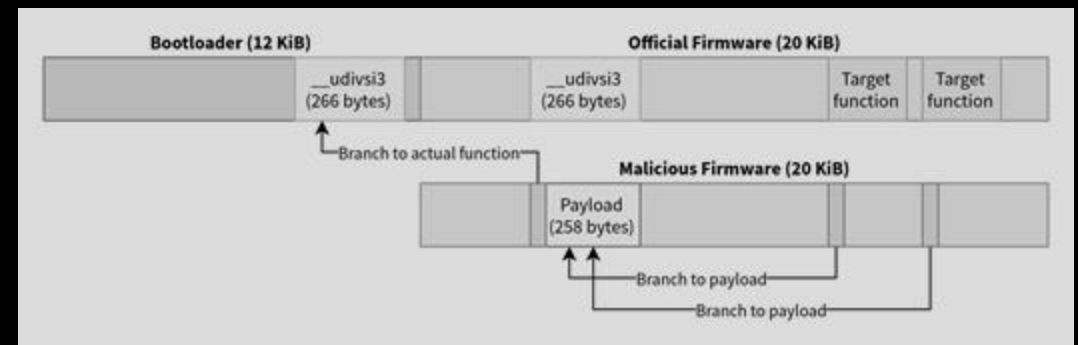 Bootloader (12 KiB)
Official Firmware (20 KiB)
__udivsi3
(266 bytes)
__udivsi3
(266 bytes)
Target
function
Target
function
Branch to actual function
Malicious Firmware (20 KiB)
Payload
(258 bytes)
Branch to payload
Branch to payload